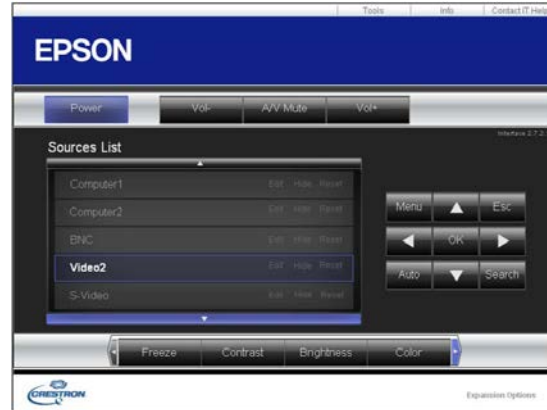 Tools Info Contact IT Help
EPSON
Power Vol- A/V Mute Vol+
Interface 2.7.2.
Sources List
Computer1 Edit Hide Reset
Computer2 Edit Hide Reset
BNC Edit Hide Reset
Video2 Edit Hide Reset
S-Video Edit Hide Reset
Menu Esc
OK
Auto Search
Freeze Contrast Brightness Color
CRESTRON
Expansion Options